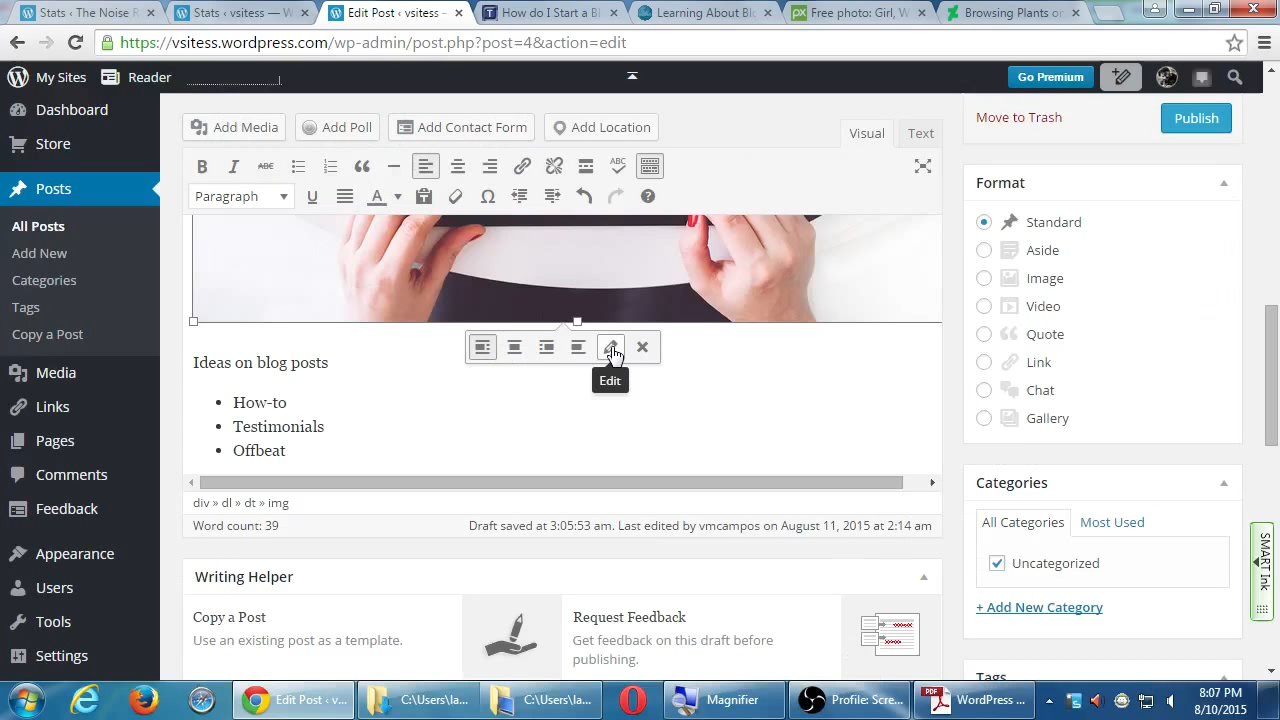 Stats ‹ The Noise R
Stats ‹ vsitess — W
Edit Post ‹ vsitess –
How do I Start a Bl
Learning About Blo
Free photo: Girl, W
Browsing Plants on
https://vsitess.wordpress.com/wp-admin/post.php?post=4&action=edit
My Sites
Reader
Go Premium
Dashboard
Store
Posts
All Posts
Add New
Categories
Tags
Copy a Post
Media
Links
Pages
Comments
Feedback
Appearance
Users
Tools
Settings
Add Media
Add Poll
Add Contact Form
Add Location
Visual
Text
B I ABC
ABC
Paragraph
U A Ω
Edit
Ideas on blog posts
• How-to
• Testimonials
• Offbeat
div » dl » dt » img
Word count: 39
Draft saved at 3:05:53 am. Last edited by vmcampos on August 11, 2015 at 2:14 am
Writing Helper
Copy a Post
Use an existing post as a template.
Request Feedback
Get feedback on this draft before
publishing.
Move to Trash
Publish
Format
Standard
Aside
Image
Video
Quote
Link
Chat
Gallery
Categories
All Categories
Most Used
Uncategorized
+ Add New Category
Tags
SMART Ink
Edit Post ‹ v...
C:\Users\la...
C:\Users\la...
Magnifier
Profile: Scre...
PDF
WordPress ...
8:07 PM
8/10/2015